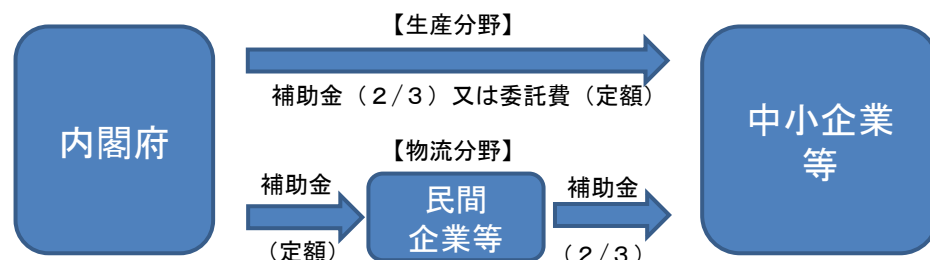 【生産分野】
内閣府
補助金（２/３）又は委託費（定額）
中小企業
等
【物流分野】
補助金
民間
企業等
補助金
（定額）
（２/３）